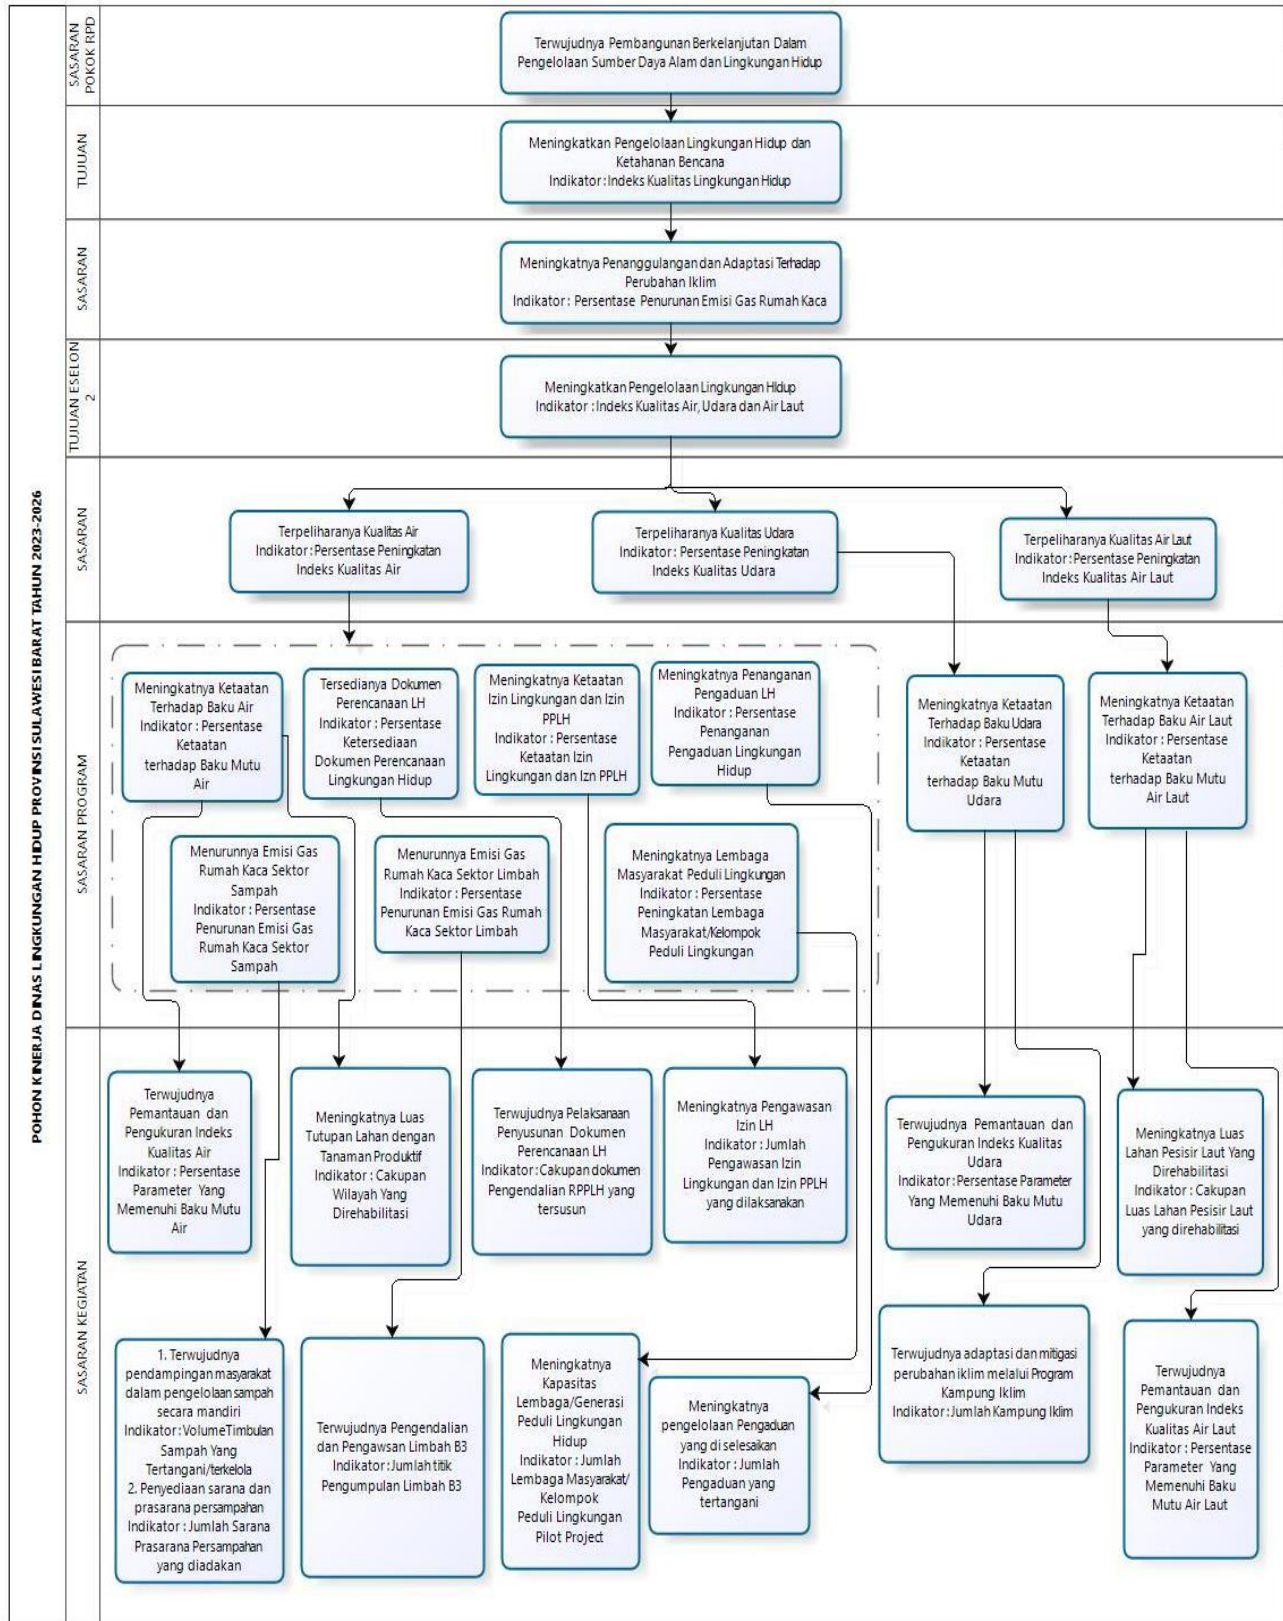 POHON KINERJA DINAS LINGKUNGAN HIDUP PROVINSI SULAWESI BARAT TAHUN 2023-2026
SASARAN
POKOK RPD
Terwujudnya Pembangunan Berkelanjutan Dalam
Pengelolaan Sumber Daya Alam dan Lingkungan Hidup
TUJUAN
Meningkatkan Pengelolaan Lingkungan Hidup dan
Ketahanan Bencana
Indikator : Indeks Kualitas Lingkungan Hidup
SASARAN
Meningkatnya Penanggulangan dan Adaptasi Terhadap
Perubahan Iklim
Indikator : Persentase Penurunan Emisi Gas Rumah Kaca
TUJUAN ESELON
2
Meningkatkan Pengelolaan Lingkungan HIdup
Indikator : Indeks Kualitas Air, Udara dan Air Laut
SASARAN
Terpeliharanya Kualitas Air
Indikator : Persentase Peningkatan
Indeks Kualitas Air
Terpeliharanya Kualitas Udara
Indikator : Persentase Peningkatan
Indeks Kualitas Udara
Terpeliharanya Kualitas Air Laut
Indikator : Persentase Peningkatan
Indeks Kualitas Air Laut
SASARAN PROGRAM
Meningkatnya Ketaatan
Terhadap Baku Air
Indikator : Persentase
Ketaatan
terhadap Baku Mutu
Air
Tersedianya Dokumen
Perencanaan LH
Indikator : Persentase
Ketersediaan
Dokumen Perencanaan
Lingkungan Hidup
Meningkatnya Ketaatan
Izin Lingkungan dan Izin
PPLH
Indikator : Persentase
Ketaatan Izin
Lingkungan dan Izn PPLH
Meningkatnya Penanganan
Pengaduan LH
Indikator : Persentase
Penanganan
Pengaduan Lingkungan
Hidup
Meningkatnya Ketaatan
Terhadap Baku Udara
Indikator : Persentase
Ketaatan
terhadap Baku Mutu
Udara
Meningkatnya Ketaatan
Terhadap Baku Air Laut
Indikator : Persentase
Ketaatan
terhadap Baku Mutu
Air Laut
Menurunnya Emisi Gas
Rumah Kaca Sektor
Sampah
Indikator : Persentase
Penurunan Emisi Gas
Rumah Kaca Sektor
Sampah
Menurunnya Emisi Gas
Rumah Kaca Sektor Limbah
Indikator : Persentase
Penurunan Emisi Gas Rumah
Kaca Sektor Limbah
Meningkatnya Lembaga
Masyarakat Peduli Lingkungan
Indikator : Persentase
Peningkatan Lembaga
Masyarakat/Kelompok
Peduli Lingkungan
SASARAN KEGIATAN
Terwujudnya
Pemantauan dan
Pengukuran Indeks
Kualitas Air
Indikator : Persentase
Parameter Yang
Memenuhi Baku Mutu
Air
Meningkatnya Luas
Tutupan Lahan dengan
Tanaman Produktif
Indikator : Cakupan
Wilayah Yang
Direhabilitasi
Terwujudnya Pelaksanaan
Penyusunan Dokumen
Perencanaan LH
Indikator : Cakupan dokumen
Pengendalian RPPLH yang
tersusun
Meningkatnya Pengawasan
Izin LH
Indikator : Jumlah
Pengawasan Izin
Lingkungan dan Izin PPLH
yang dilaksanakan
Terwujudnya Pemantauan dan
Pengukuran Indeks Kualitas
Udara
Indikator : Persentase Parameter
Yang Memenuhi Baku Mutu
Udara
Meningkatnya Luas
Lahan Pesisir Laut Yang
Direhabilitasi
Indikator : Cakupan
Luas Lahan Pesisir Laut
yang direhabilitasi
1. Terwujudnya
pendampingan masyarakat
dalam pengelolaan sampah
secara mandiri
Indikator : Volume Timbulan
Sampah Yang
Tertangani/terkelola
2. Penyediaan sarana dan
prasarana persampahan
Indikator : Jumlah Sarana
Prasarana Persampahan
yang diadakan
Terwujudnya Pengendalian
dan Pengawsan Limbah B3
Indikator : Jumlah titik
Pengumpulan Limbah B3
Meningkatnya
Kapasitas
Lembaga/Generasi
Peduli Lingkungan
Hidup
Indikator : Jumlah
Lembaga Masyarakat/
Kelompok
Peduli Lingkungan
Pilot Project
Meningkatnya
pengelolaan Pengaduan
yang di selesaikan
Indikator : Jumlah
Pengaduan yang
tertangani
Terwujudnya adaptasi dan mitigasi
perubahan iklim melalui Program
Kampung Iklim
Indikator : Jumlah Kampung Iklim
Terwujudnya
Pemantauan dan
Pengukuran Indeks
Kualitas Air Laut
Indikator : Persentase
Parameter Yang
Memenuhi Baku
Mutu Air Laut